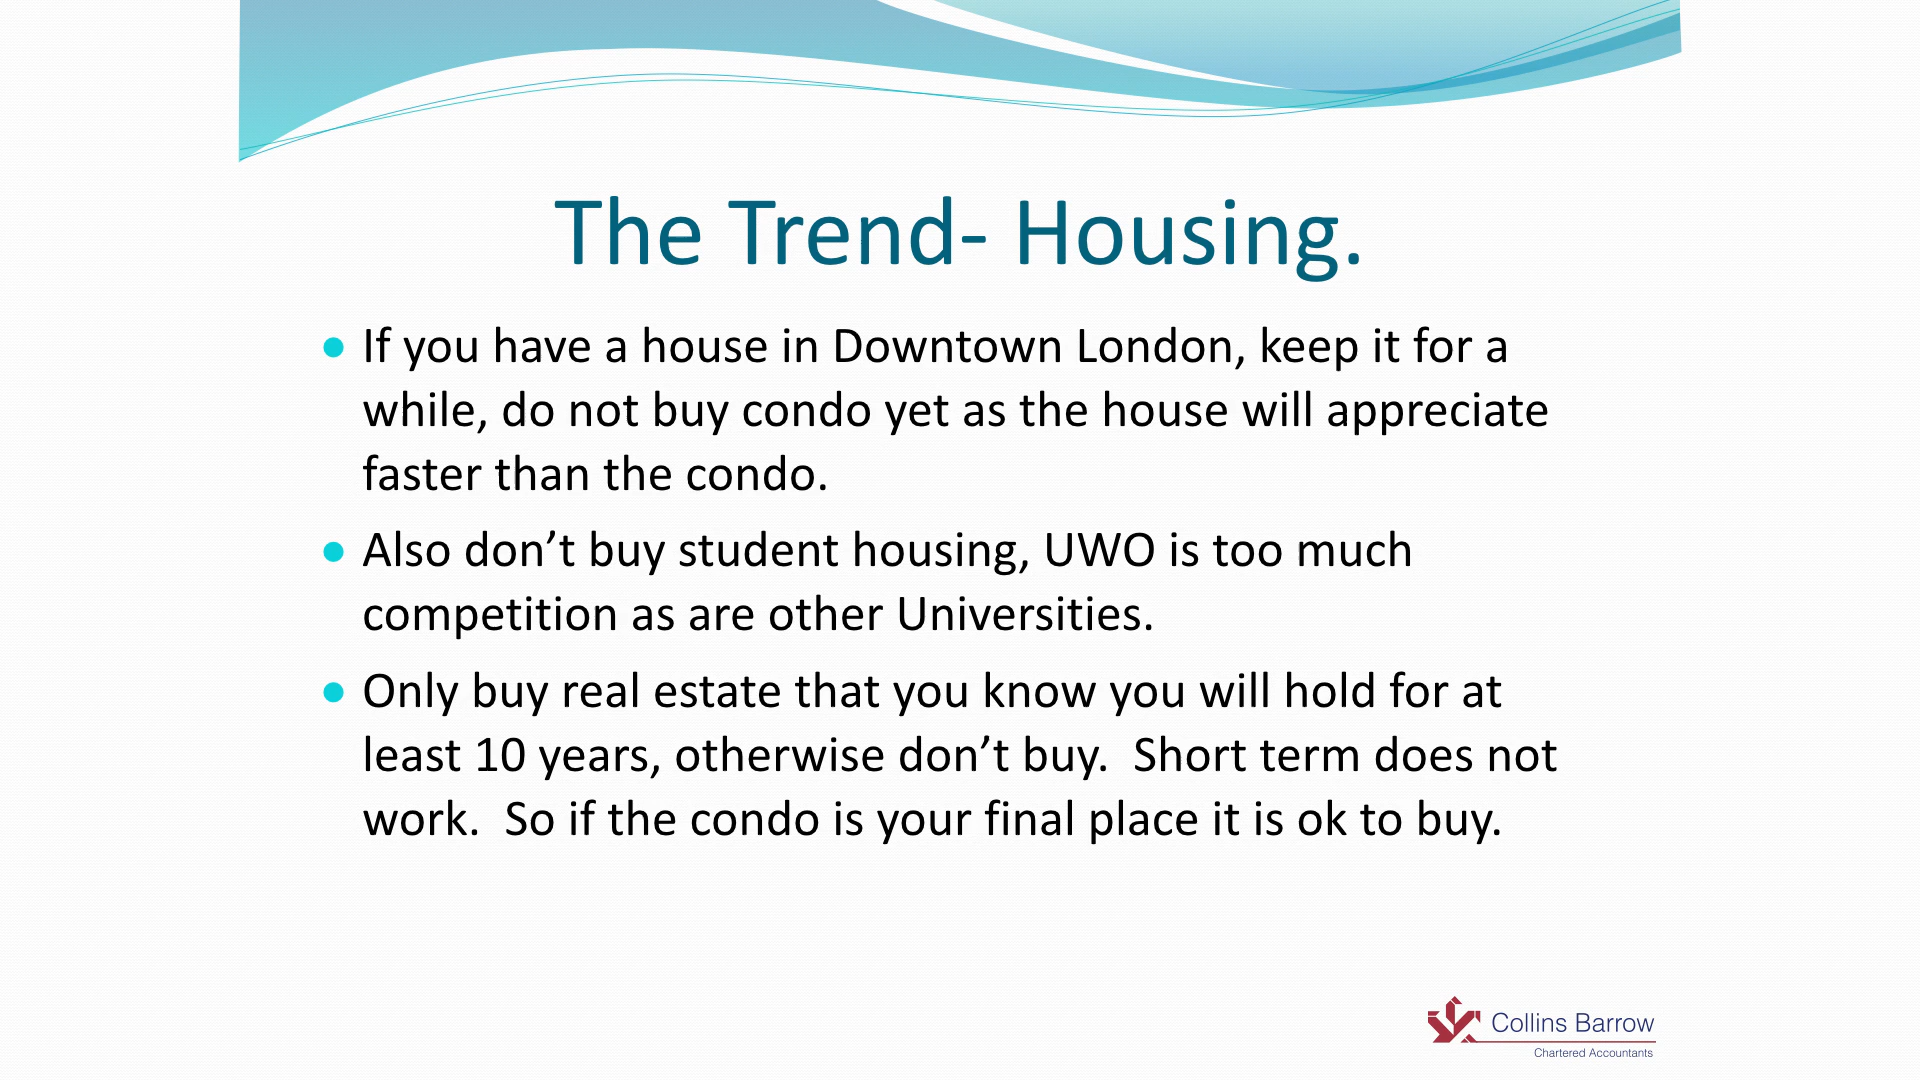 The Trend- Housing.
If you have a house in Downtown London, keep it for a
while, do not buy condo yet as the house will appreciate
faster than the condo.
Also don’t buy student housing, UWO is too much
competition as are other Universities.
Only buy real estate that you know you will hold for at
least 10 years, otherwise don’t buy.  Short term does not
work.  So if the condo is your final place it is ok to buy.
Collins Barrow
Chartered Accountants